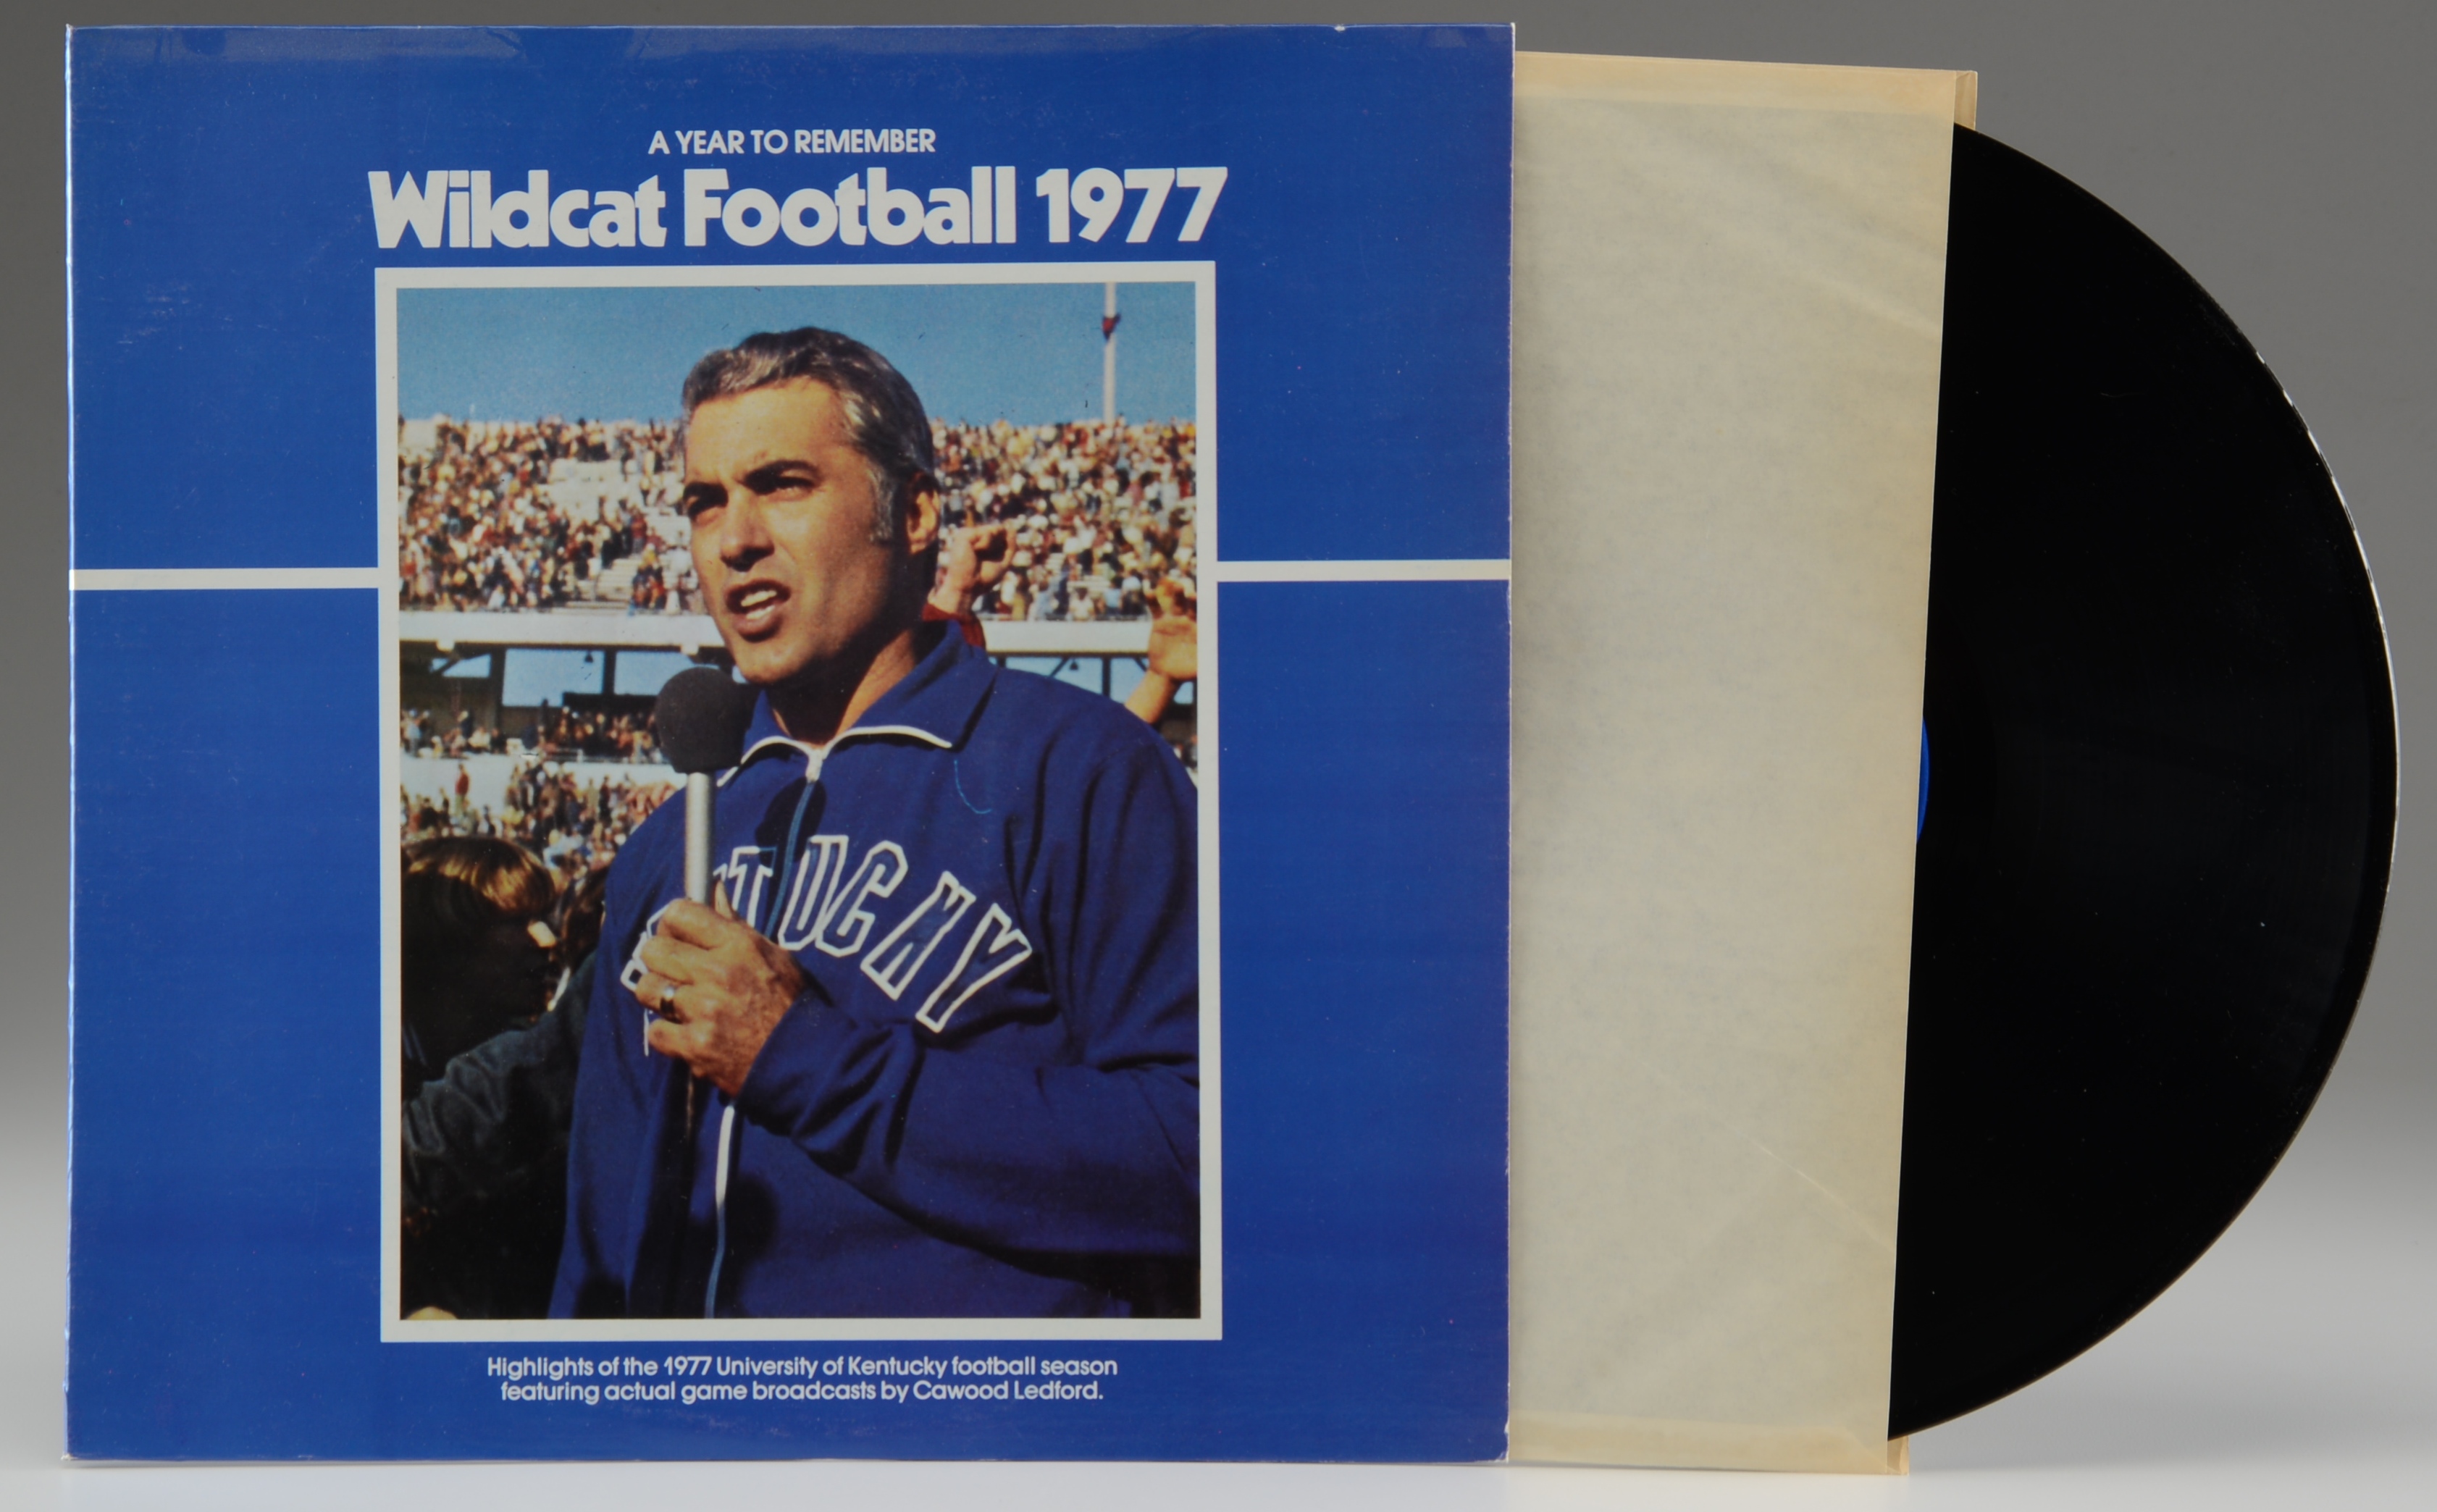 A YEAR TO REMEMBER
Wildcat Football 1977
Highlights of the 1977 University of Kentucky football season
featuring actual game broadcasts by Cawood Ledford.